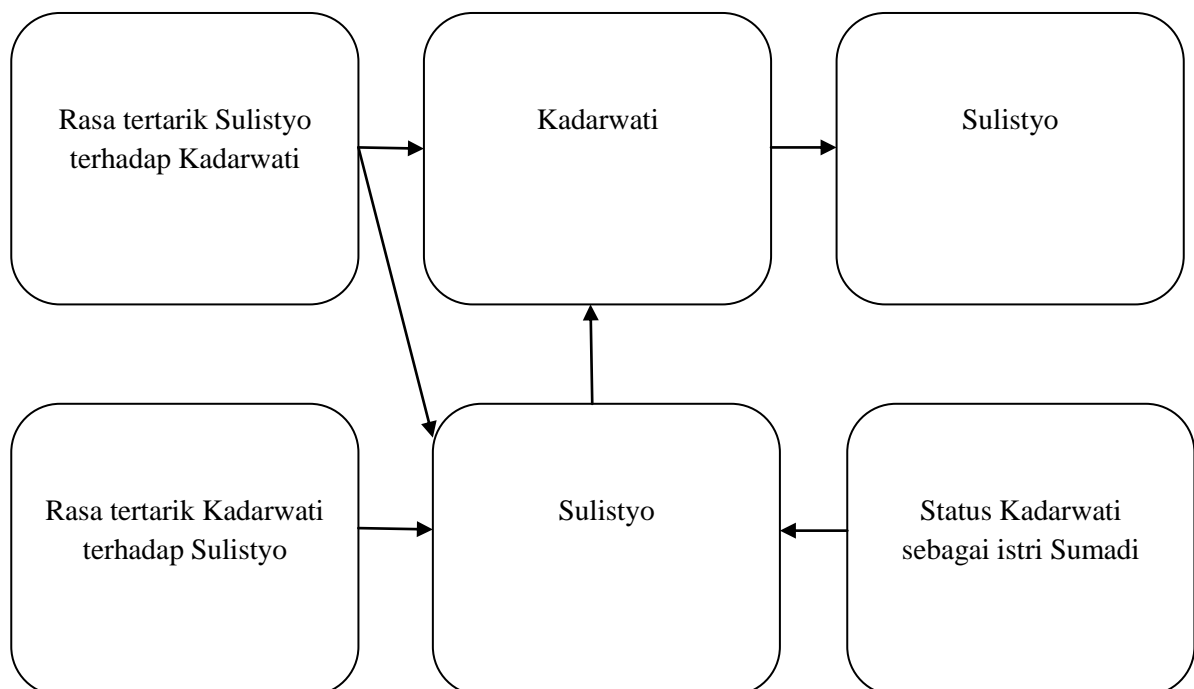 Rasa tertarik Sulistyo
terhadap Kadarwati
Kadarwati
Sulistyo
Rasa tertarik Kadarwati
terhadap Sulistyo
Sulistyo
Status Kadarwati
sebagai istri Sumadi